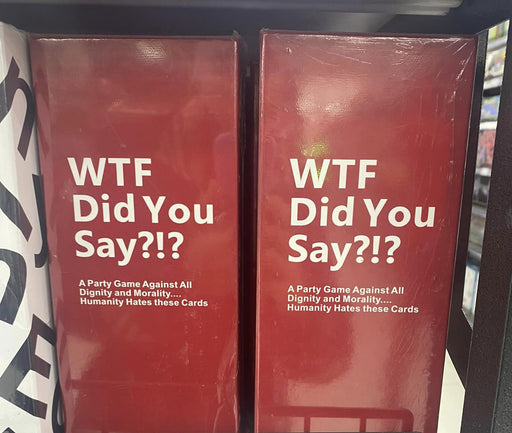 WTF
Did You
Say?!?
A Party Game Against All
Dignity and Morality....
Humanity Hates these Cards
WTF
Did You
Say?!?
A Party Game Against All
Dignity and Morality....
Humanity Hates these Cards